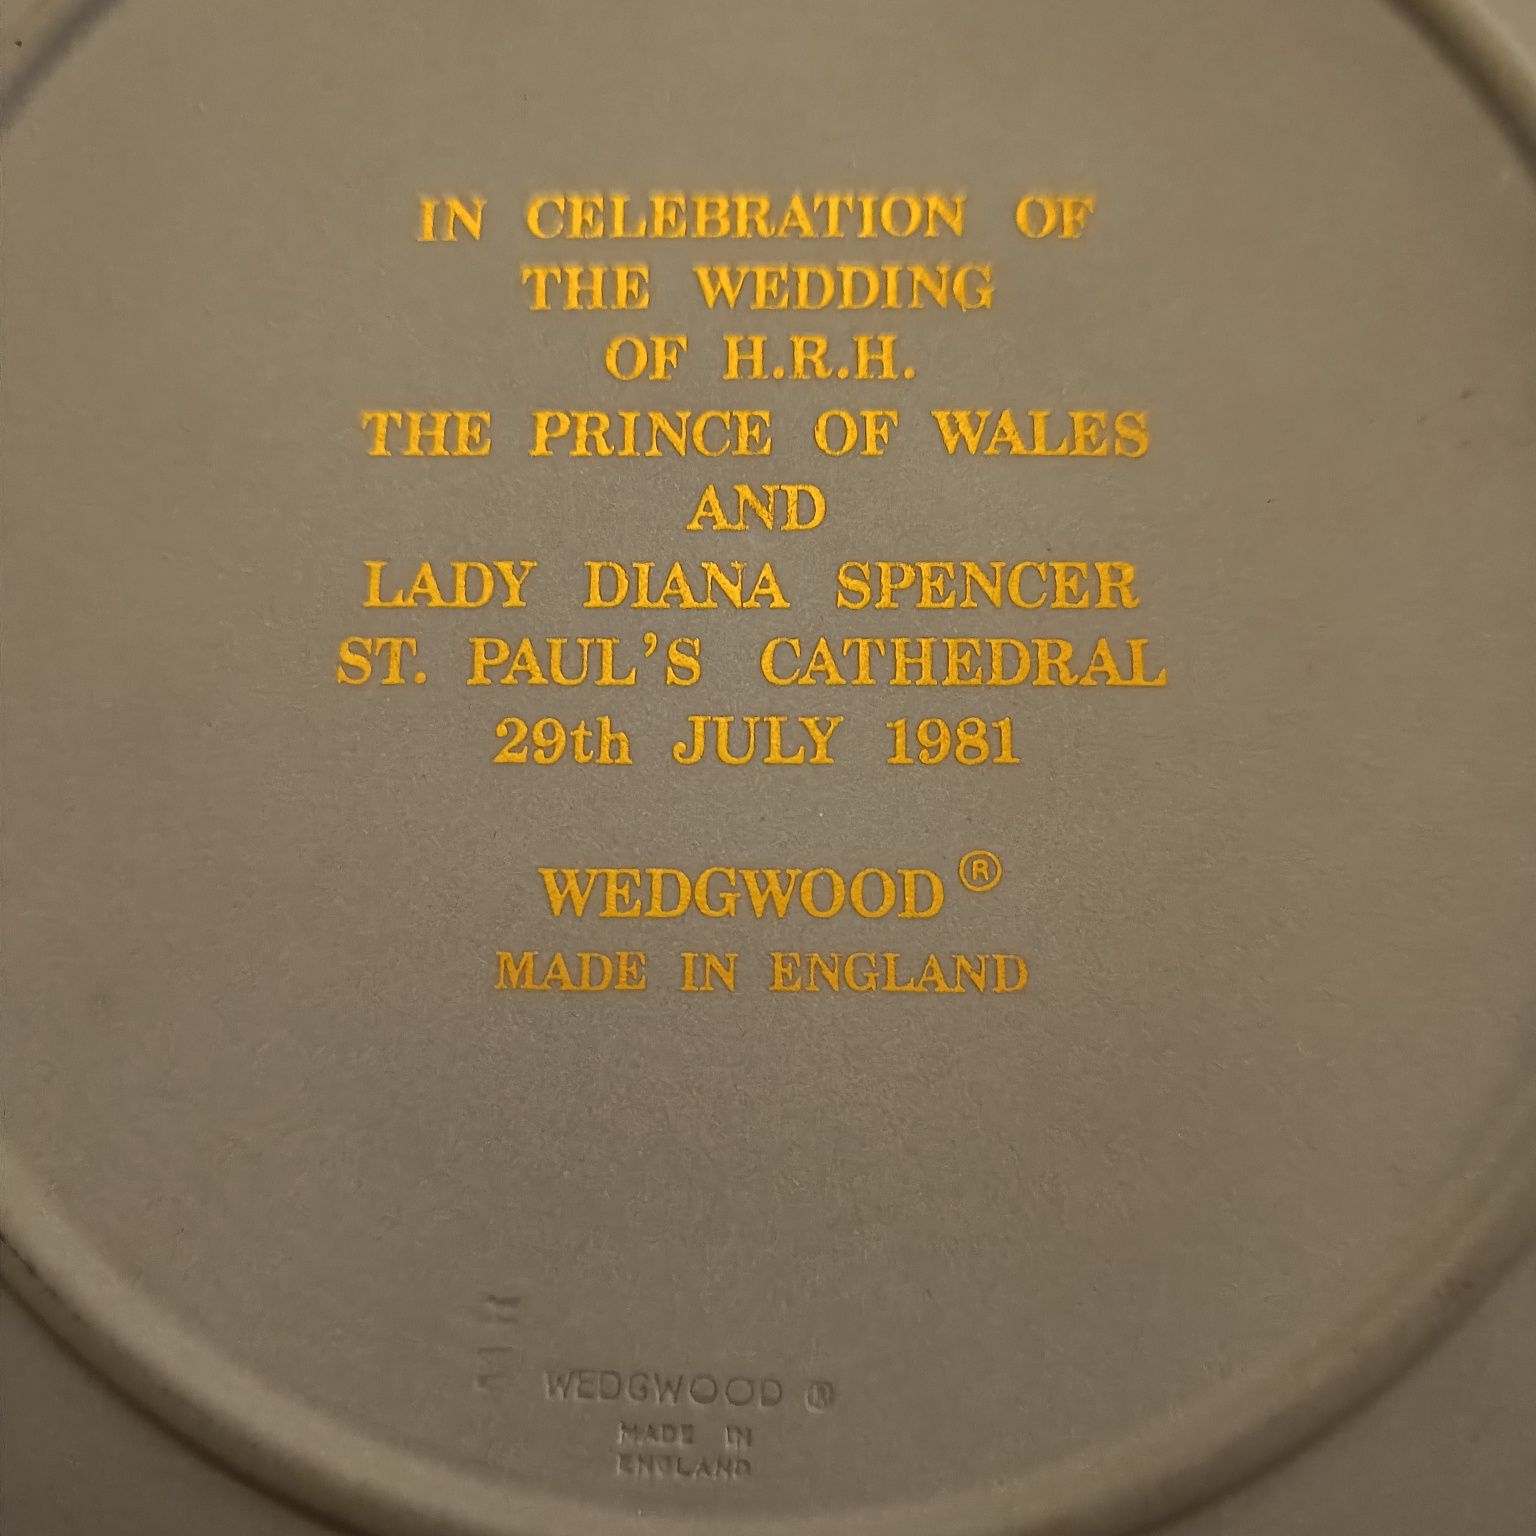 IN CELEBRATION OF
THE WEDDING
OF H.R.H.
THE PRINCE OF WALES
AND
LADY DIANA SPENCER
ST. PAUL'S CATHEDRAL
29th JULY 1981
WEDGWOOD ®
MADE IN ENGLAND
WEDGWOOD ®
MADE IN
ENGLAND